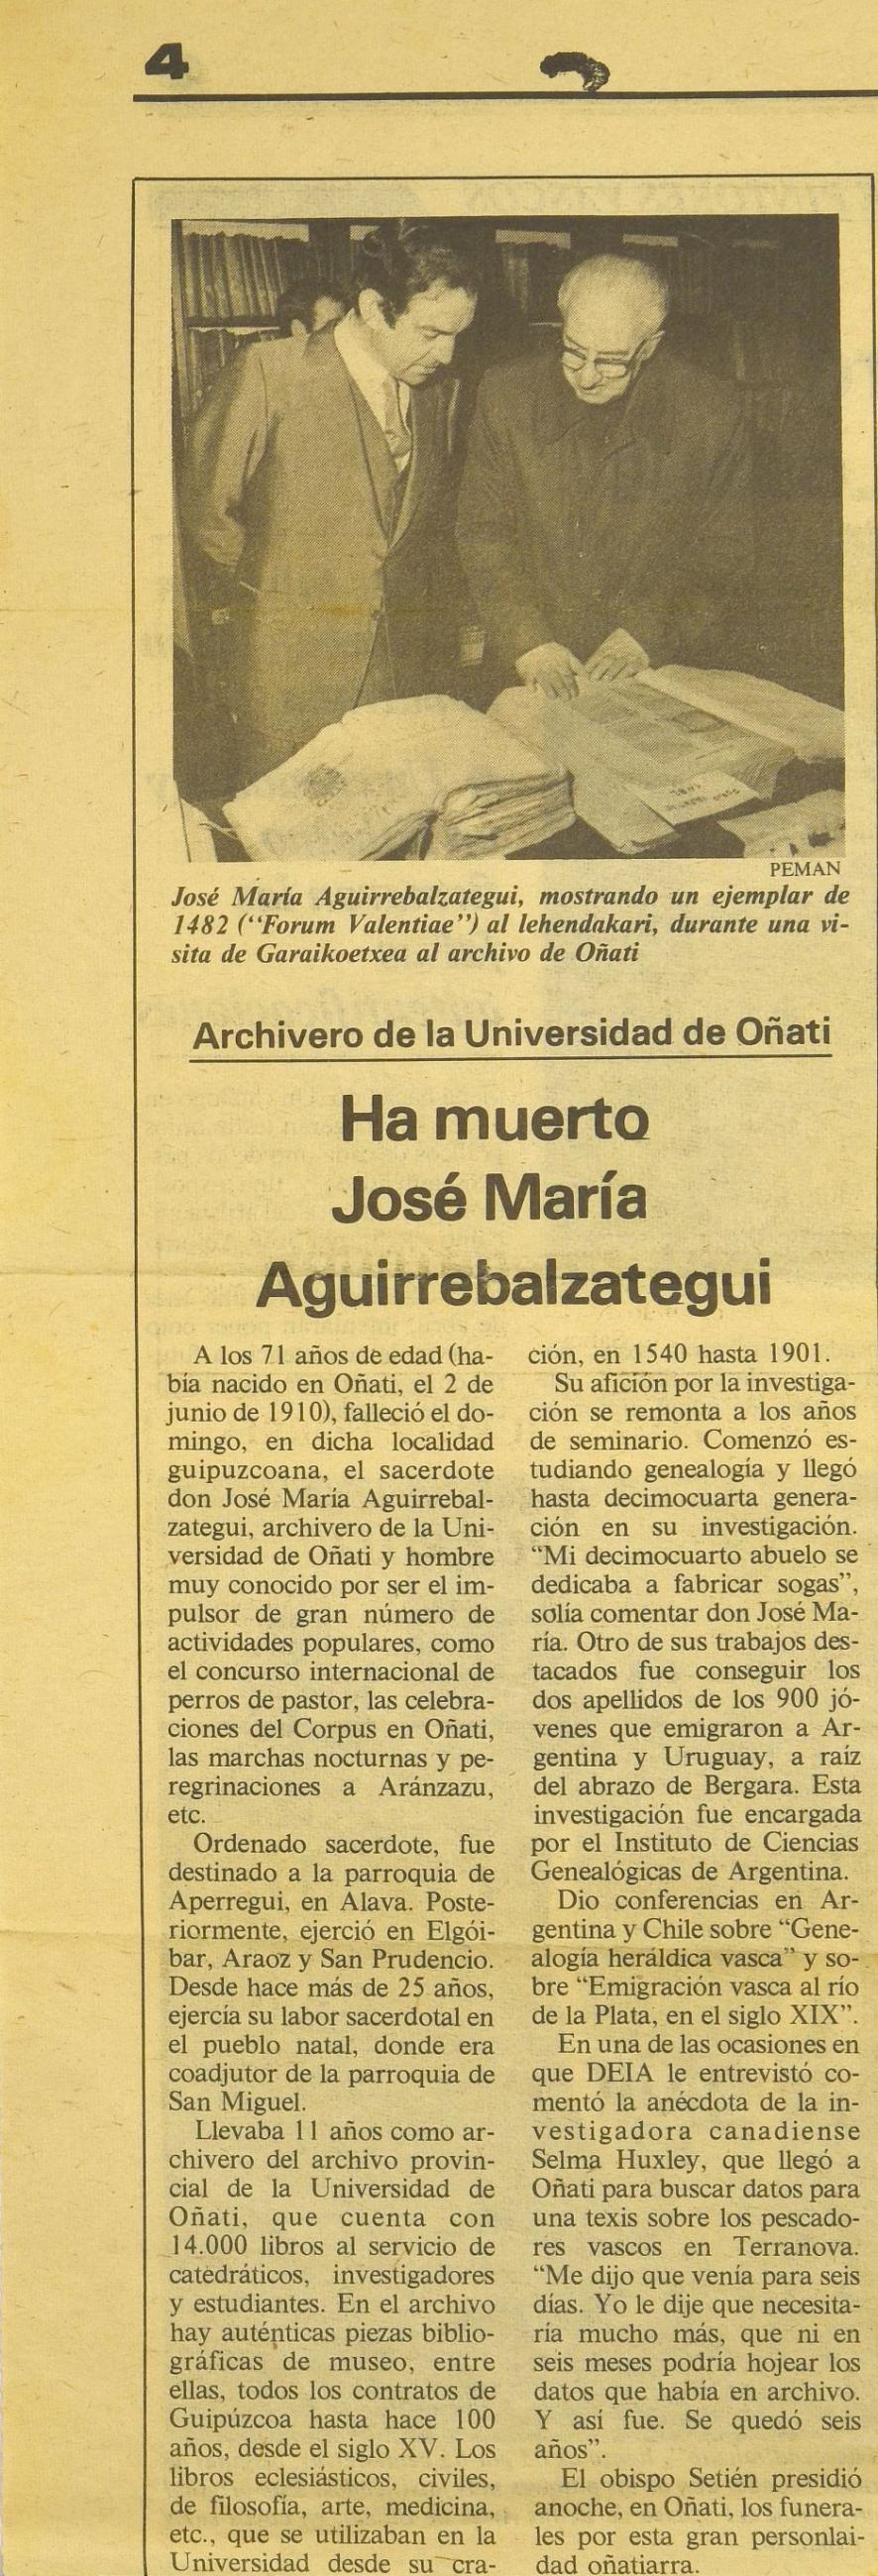 4
PEMAN
José María Aguirrebalzategui, mostrando un ejemplar de
1482 (“Forum Valentiae”) al lehendakari, durante una vi-
sita de Garaikoetxea al archivo de Oñati
Archivero de la Universidad de Oñati
Ha muerto
José María
Aguirrebalzategui
A los 71 años de edad (ha-
bía nacido en Oñati, el 2 de
junio de 1910), falleció el do-
mingo, en dicha localidad
guipuzcoana, el sacerdote
don José María Aguirrebal-
zategui, archivero de la Uni-
versidad de Oñati y hombre
muy conocido por ser el im-
pulsor de gran número de
actividades populares, como
el concurso internacional de
perros de pastor, las celebra-
ciones del Corpus en Oñati,
las marchas nocturnas y pe-
regrinaciones a Aránzazu,
etc.
Ordenado sacerdote, fue
destinado a la parroquia de
Aperregui, en Alava. Poste-
riormente, ejerció en Elgói-
bar, Araoz y San Prudencio.
Desde hace más de 25 años,
ejercía su labor sacerdotal en
el pueblo natal, donde era
coadjutor de la parroquia de
San Miguel.
Llevaba 11 años como ar-
chivero del archivo provin-
cial de la Universidad de
Oñati, que cuenta con
14.000 libros al servicio de
catedráticos, investigadores
y estudiantes. En el archivo
hay auténticas piezas biblio-
gráficas de museo, entre
ellas, todos los contratos de
Guipúzcoa hasta hace 100
años, desde el siglo XV. Los
libros eclesiásticos, civiles,
de filosofía, arte, medicina,
etc., que se utilizaban en la
Universidad desde su crea-
ción, en 1540 hasta 1901.
Su afición por la investiga-
ción se remonta a los años
de seminario. Comenzó es-
tudiando genealogía y llegó
hasta decimocuarta genera-
ción en su investigación.
“Mi decimocuarto abuelo se
dedicaba a fabricar sogas”,
solía comentar don José Ma-
ría. Otro de sus trabajos des-
tacados fue conseguir los
dos apellidos de los 900 jó-
venes que emigraron a Ar-
gentina y Uruguay, a raíz
del abrazo de Bergara. Esta
investigación fue encargada
por el Instituto de Ciencias
Genealógicas de Argentina.
Dio conferencias en Ar-
gentina y Chile sobre “Gene-
alogía heráldica vasca” y so-
bre “Emigración vasca al río
de la Plata, en el siglo XIX”.
En una de las ocasiones en
que DEIA le entrevistó co-
mentó la anécdota de la in-
vestigadora canadiense
Selma Huxley, que llegó a
Oñati para buscar datos para
una texis sobre los pescado-
res vascos en Terranova.
“Me dijo que venía para seis
días. Yo le dije que necesita-
ría mucho más, que ni en
seis meses podría hojear los
datos que había en archivo.
Y así fue. Se quedó seis
años”.
El obispo Setién presidió
anoche, en Oñati, los funera-
les por esta gran personlai-
dad oñatiarra.